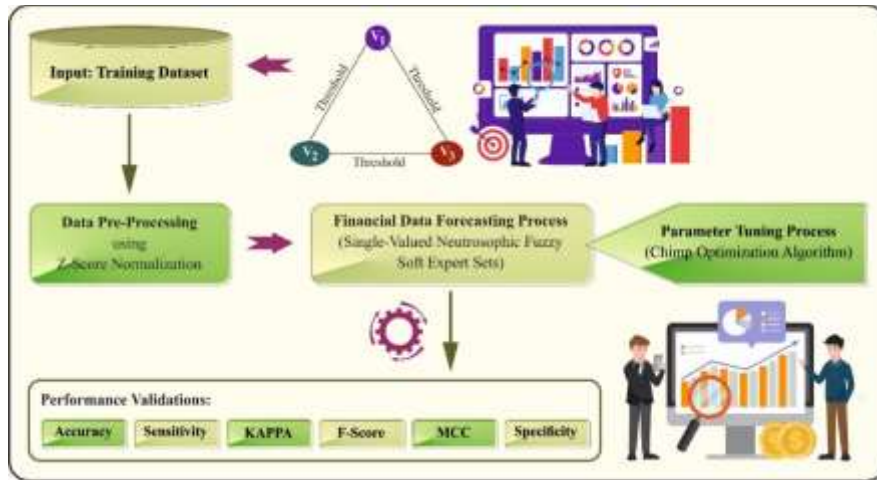 Input: Training Dataset
V1
Threshold
Threshold
V2
V3
Threshold
Data Pre-Processing
using
Z-Score Normalization
Financial Data Forecasting Process
(Single-Valued Neutrosophic Fuzzy
Soft Expert Sets)
Parameter Tuning Process
(Chimp Optimization Algorithm)
Performance Validations:
Accuracy
Sensitivity
KAPPA
F-Score
MCC
Specificity